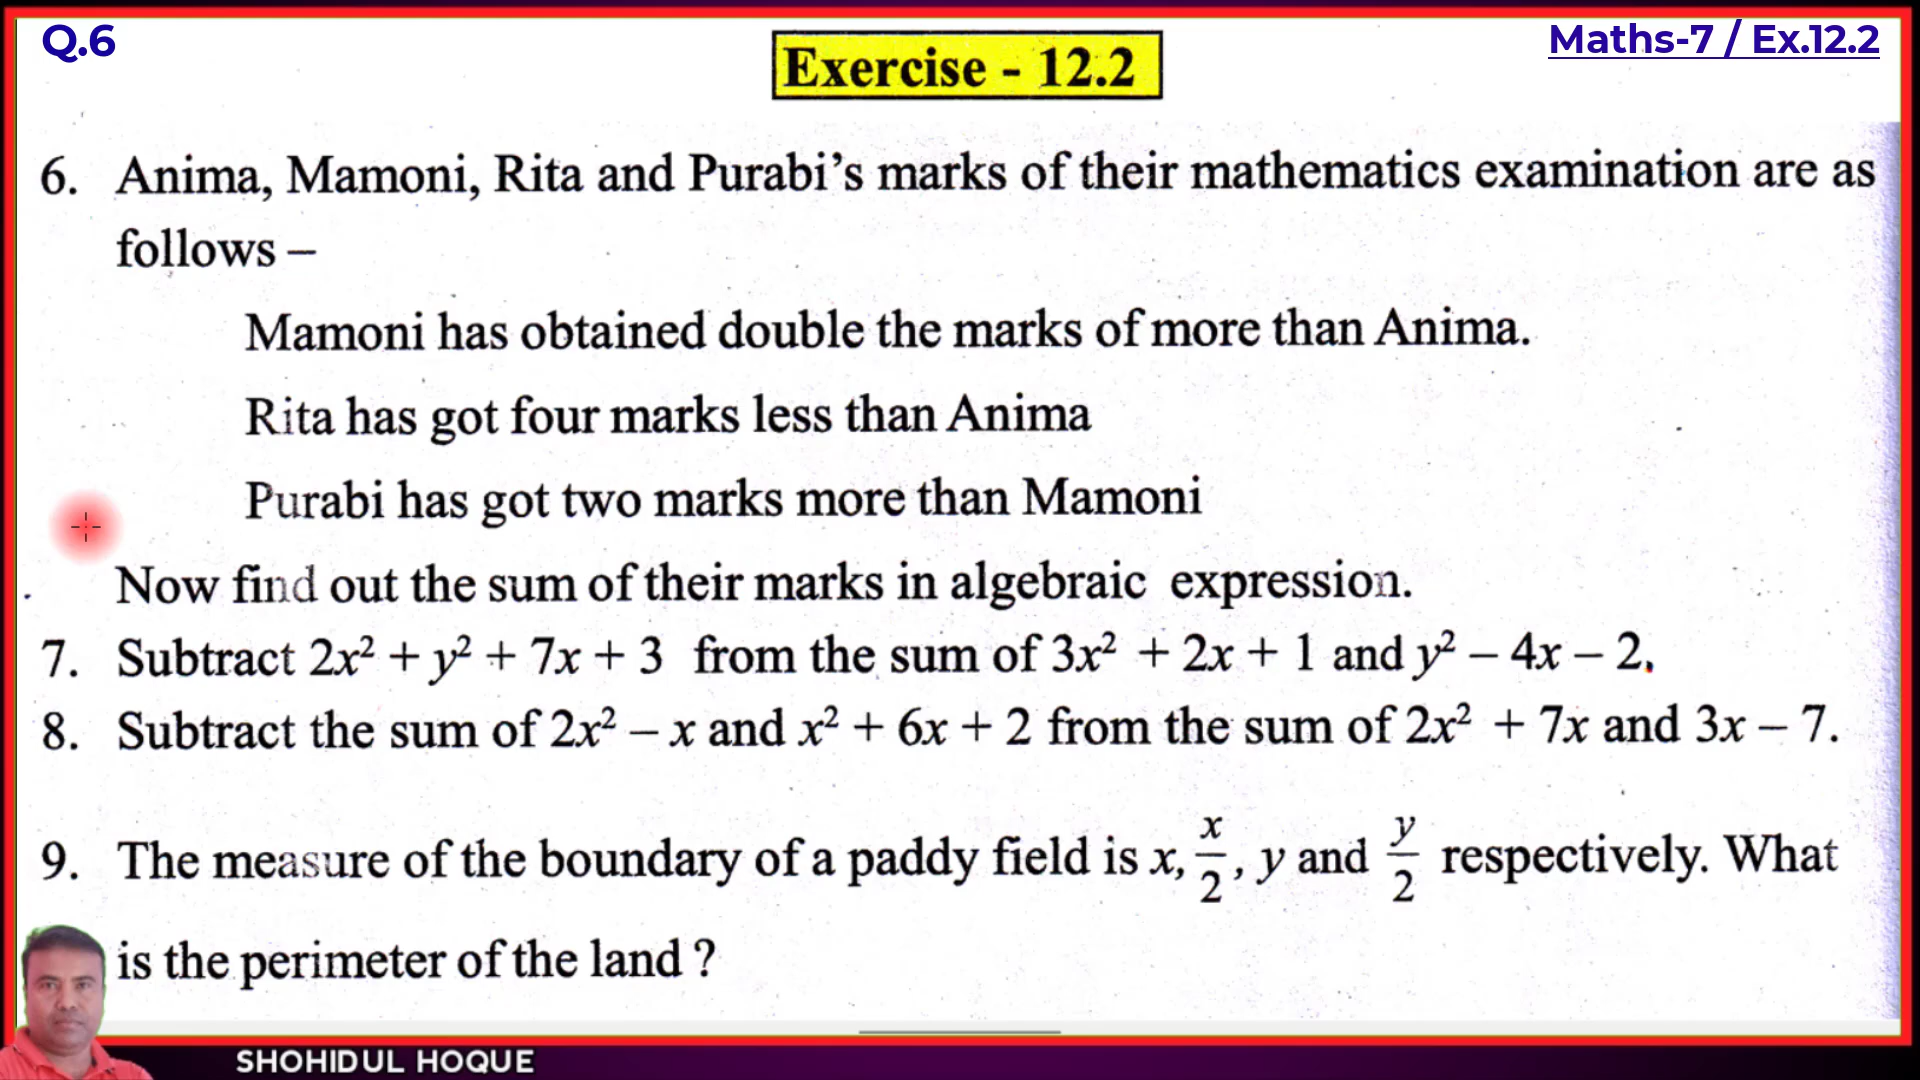 Q.6
Exercise - 12.2
Maths-7 / Ex.12.2
6. Anima, Mamoni, Rita and Purabi's marks of their mathematics examination are as
follows –
Mamoni has obtained double the marks of more than Anima.
Rita has got four marks less than Anima
Purabi has got two marks more than Mamoni
Now find out the sum of their marks in algebraic expression.
7. Subtract 2x² + y² + 7x + 3 from the sum of 3x² + 2x + 1 and y² – 4x – 2.
8. Subtract the sum of 2x² – x and x² + 6x + 2 from the sum of 2x² + 7x and 3x – 7.
9. The measure of the boundary of a paddy field is x, x/2, y and y/2 respectively. What
is the perimeter of the land ?
SHOHIDUL HOQUE